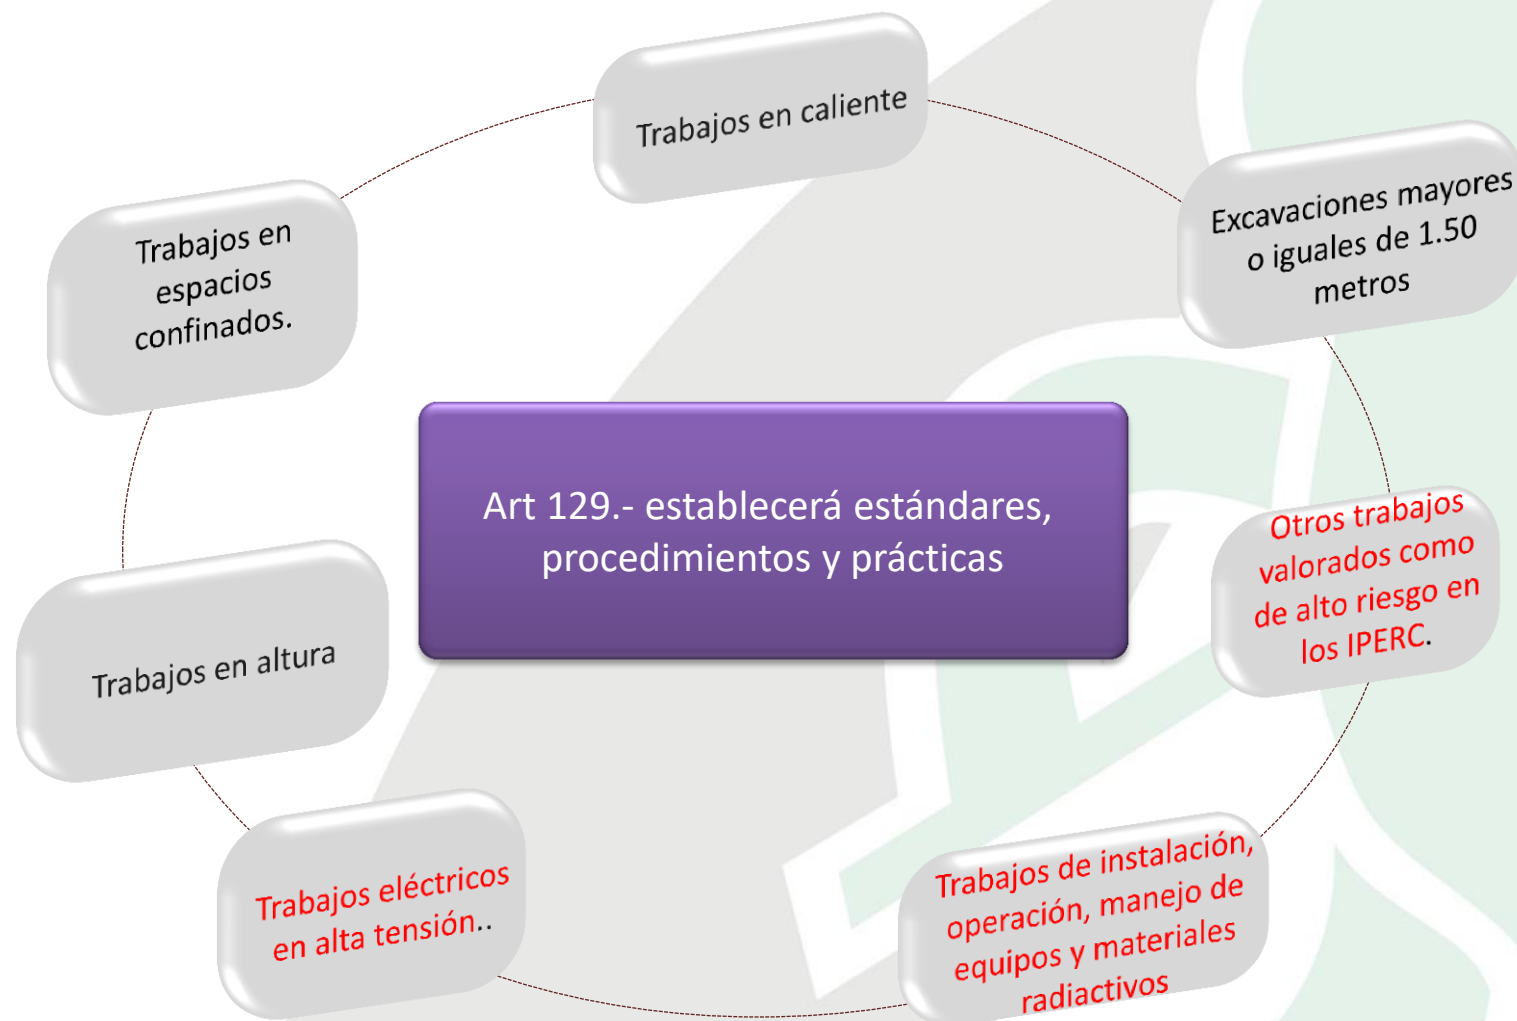 Trabajos en caliente
Excavaciones mayores
o iguales de 1.50
metros
Trabajos en
espacios
confinados.
Art 129.- establecerá estándares,
procedimientos y prácticas
Otros trabajos
valorados como
de alto riesgo en
los IPERC.
Trabajos en altura
Trabajos eléctricos
en alta tensión..
Trabajos de instalación,
operación, manejo de
equipos y materiales
radiactivos